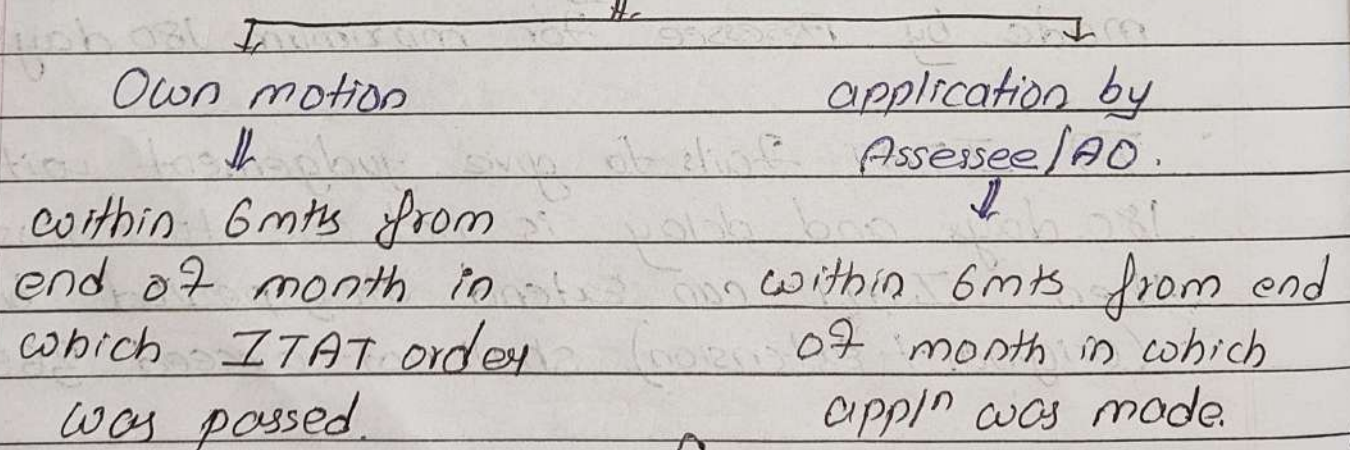 Own motion
within 6mts from
end of month in
which ITAT order
was passed.
application by
Assessee/AO.
within 6mts from end
of month in which
appln was made.